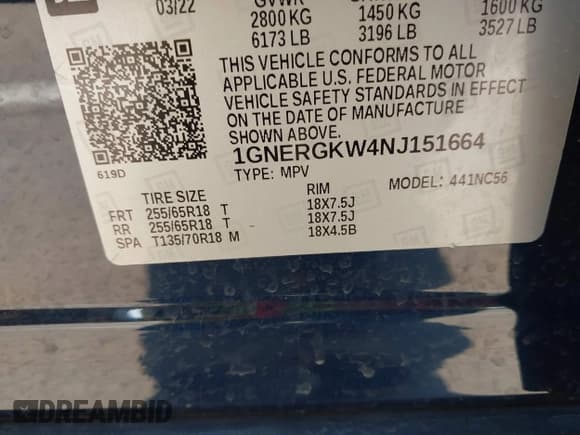 03/22
GVWR
2800 KG 1450 KG 1600 KG
6173 LB 3196 LB 3527 LB
THIS VEHICLE CONFORMS TO ALL
APPLICABLE U.S. FEDERAL MOTOR
VEHICLE SAFETY STANDARDS IN EFFECT
ON THE DATE OF MANUFACTURE
SHOWN ABOVE.
1GNERGKW4NJ151664
619D
TYPE: MPV MODEL: 441NC56
TIRE SIZE RIM
FRT 255/65R18 T 18X7.5J
RR 255/65R18 T 18X7.5J
SPA T135/70R18 M 18X4.5B
DREAMBID